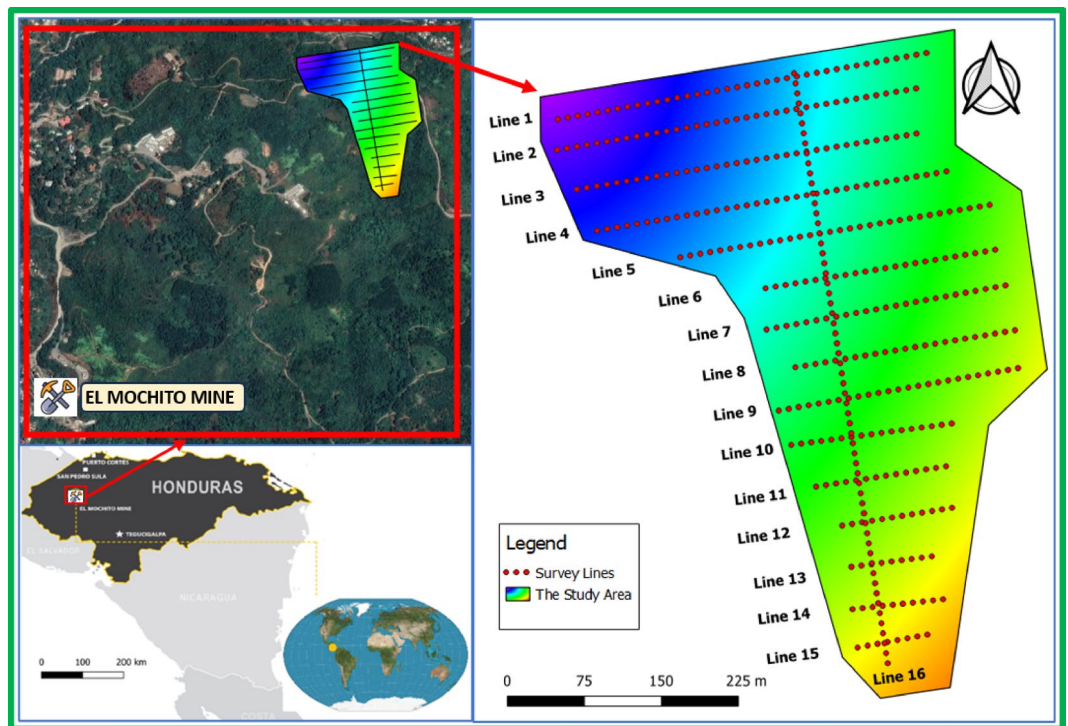 EL MOCHITO MINE
PUERTO CORTÉS
SAN PEDRO SULA
HONDURAS
EL MOCHITO MINE
TEGUCIGALPA
EL SALVADOR
NICARAGUA
COSTA
0 100 200 km
Line 1
Line 2
Line 3
Line 4
Line 5
Line 6
Line 7
Line 8
Line 9
Line 10
Line 11
Line 12
Line 13
Line 14
Line 15
Line 16
Legend
Survey Lines
The Study Area
0 75 150 225 m